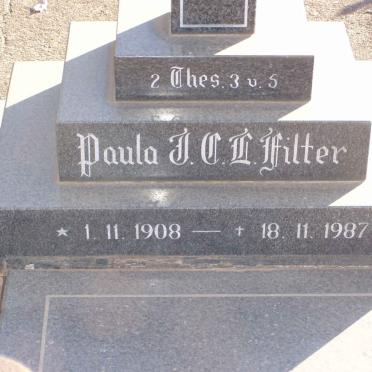 2 Thes. 3 v. 5
Paula J. C. L. Filter
* 1. 11. 1908 — + 18. 11. 1987